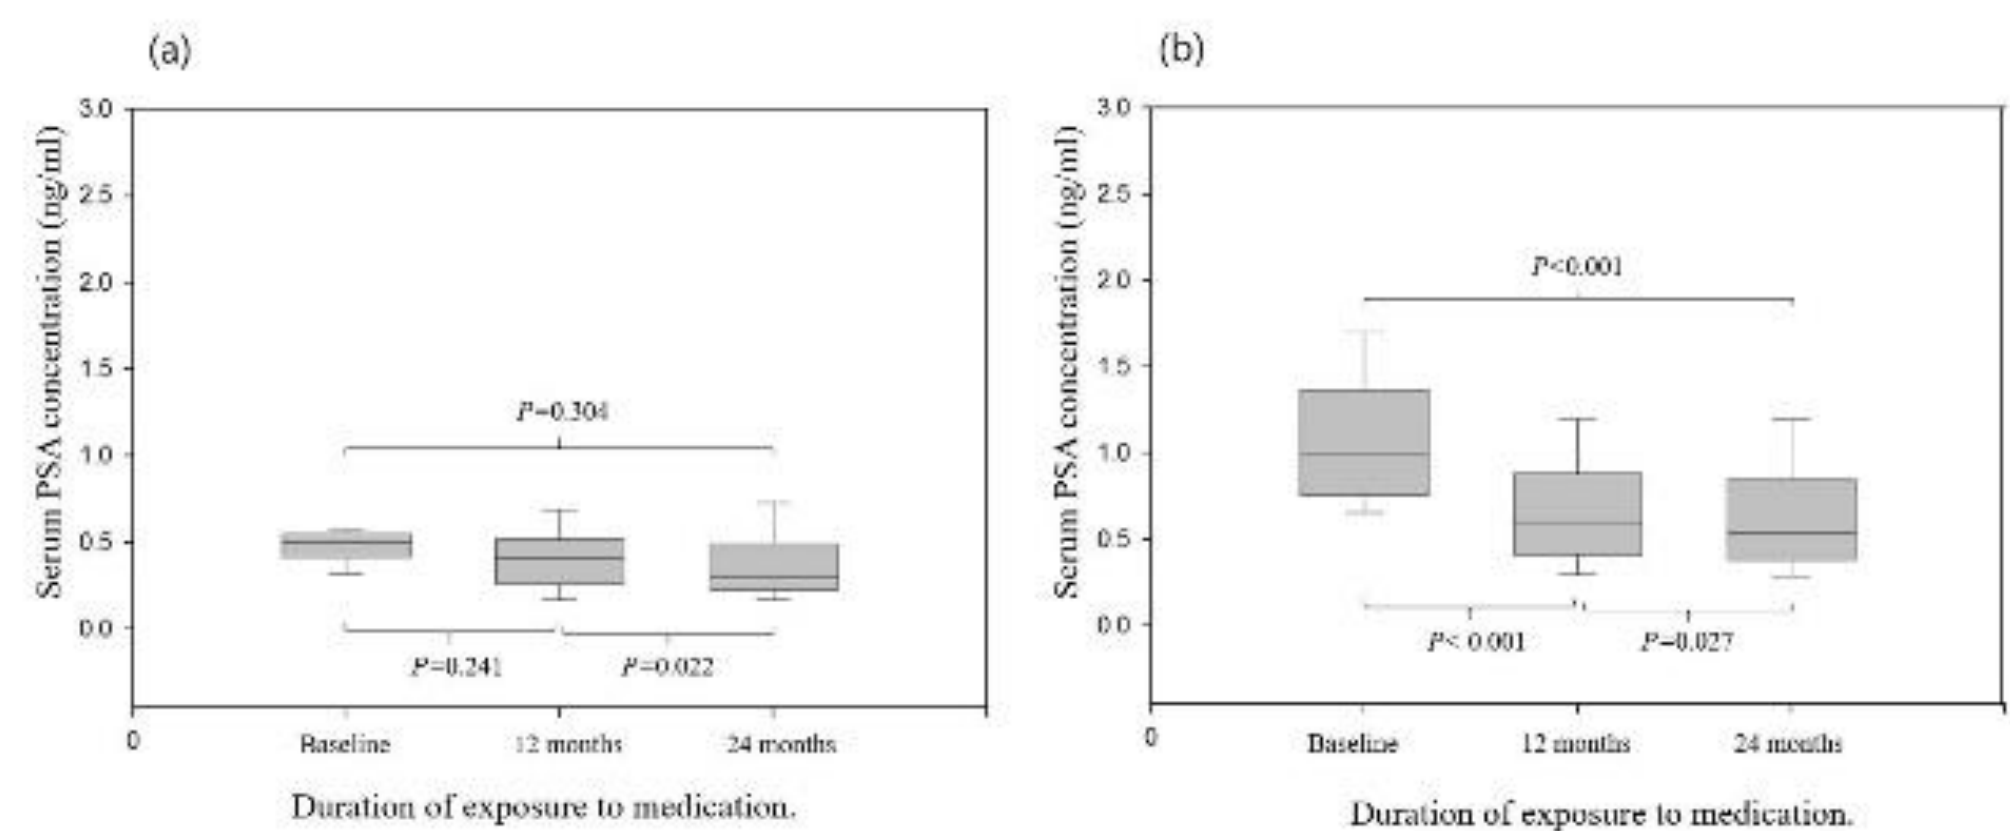 (a)
Serum PSA concentration (ng/ml)
3.0
2.5
2.0
1.5
1.0
0.5
0.0
P=0.304
P=0.241
P=0.022
0
Baseline
12 months
24 months
Duration of exposure to medication.
(b)
Serum PSA concentration (ng/ml)
3.0
2.5
2.0
1.5
1.0
0.5
0.0
P<0.001
P< 0.001
P=0.027
0
Baseline
12 months
24 months
Duration of exposure to medication.